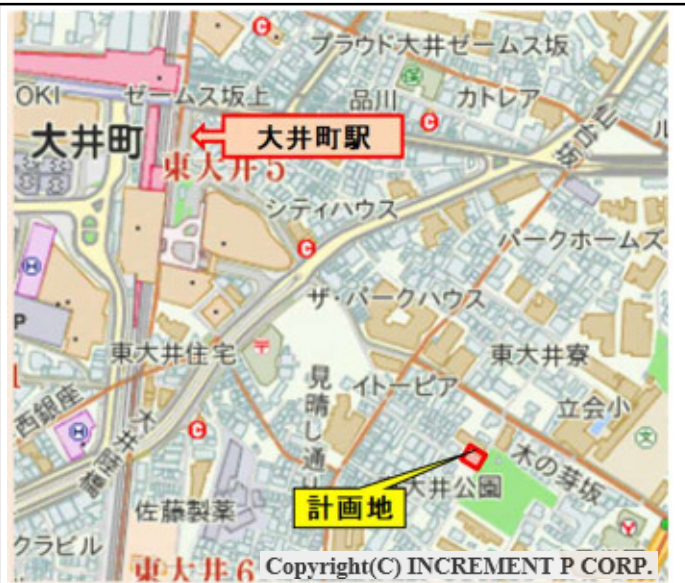 プラウド大井ゼームス坂
OKI
ゼームス坂上
品川
カトレア
大井町
大井町駅
仙台坂
ル
東大井5
シティハウス
パークホームズ
ザ・パークハウス
P
東大井住宅
見晴し通り
イトーピア
東大井寮
西銀座
立会小
大井陸橋
木の芽坂
大井公園
計画地
佐藤製薬
クラビル
東大井6
Copyright(C) INCREMENT P CORP.